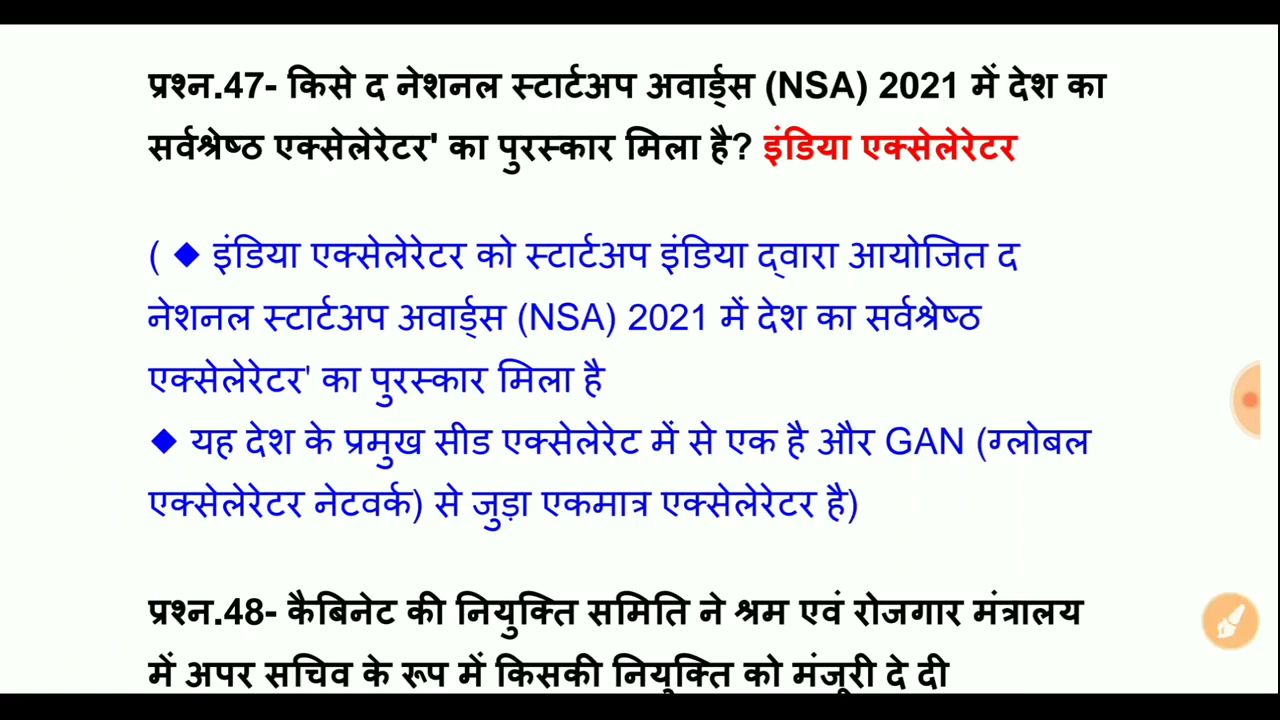 प्रश्न.47- किसे द नेशनल स्टार्टअप अवार्ड्स (NSA) 2021 में देश का
सर्वश्रेष्ठ एक्सेलेरेटर' का पुरस्कार मिला है? इंडिया एक्सेलेरेटर
( ◆ इंडिया एक्सेलेरेटर को स्टार्टअप इंडिया द्वारा आयोजित द
नेशनल स्टार्टअप अवार्ड्स (NSA) 2021 में देश का सर्वश्रेष्ठ
एक्सेलेरेटर' का पुरस्कार मिला है
◆ यह देश के प्रमुख सीड एक्सेलेरेट में से एक है और GAN (ग्लोबल
एक्सेलेरेटर नेटवर्क) से जुड़ा एकमात्र एक्सेलेरेटर है)
प्रश्न.48- कैबिनेट की नियुक्ति समिति ने श्रम एवं रोजगार मंत्रालय
में अपर सचिव के रूप में किसकी नियुक्ति को मंजूरी दे दी